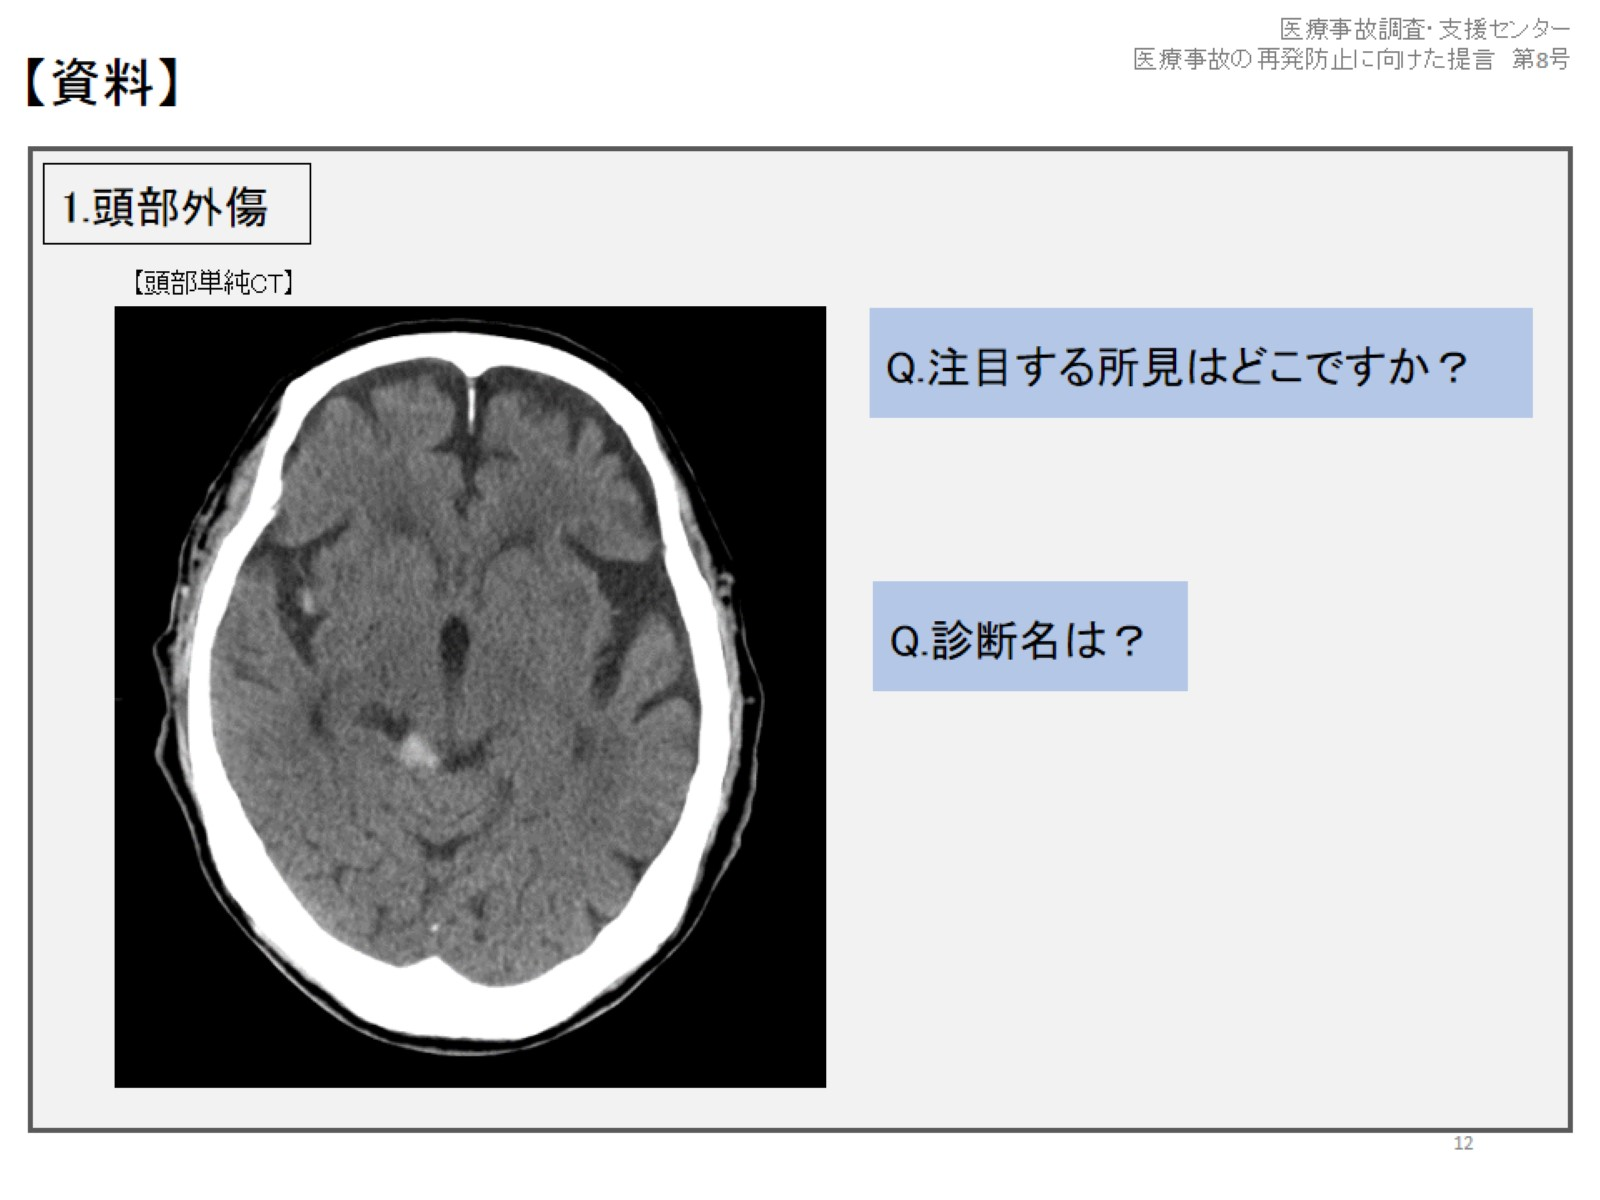 医療事故調査・支援センター
医療事故の再発防止に向けた提言 第8号
【資料】
1.頭部外傷
【頭部単純CT】
Q.注目する所見はどこですか？
Q.診断名は？
12